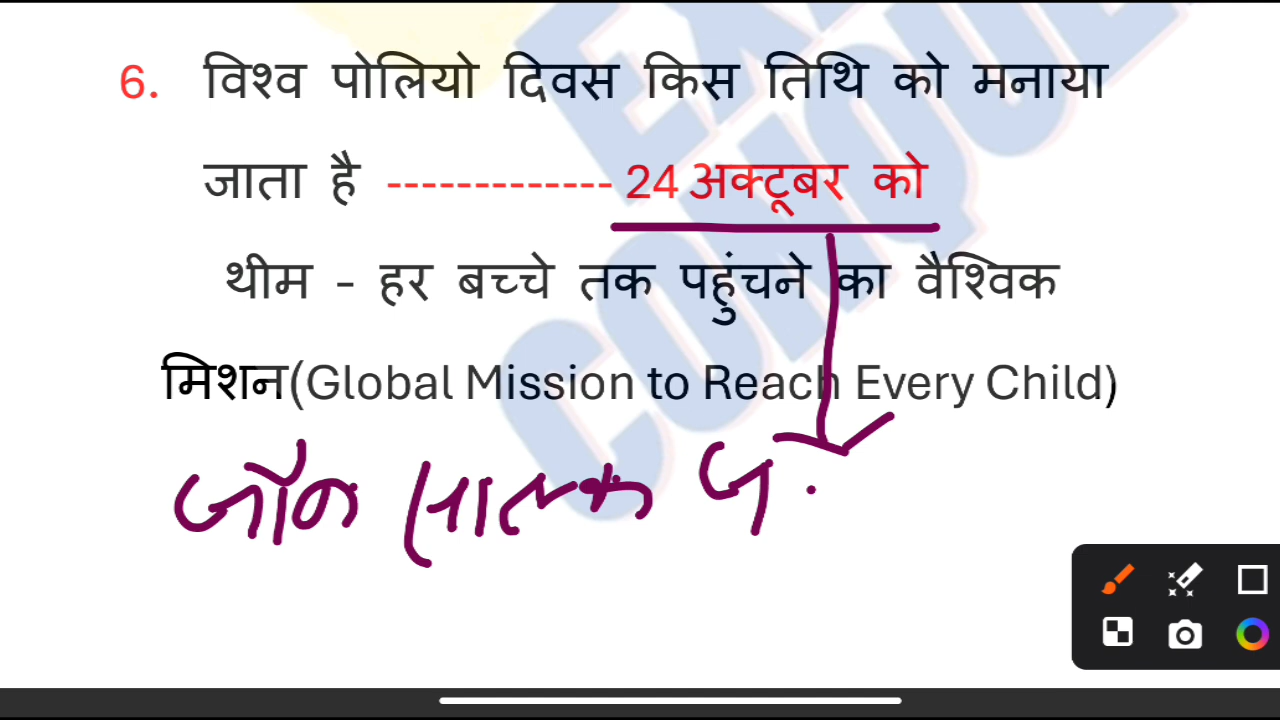 6. विश्व पोलियो दिवस किस तिथि को मनाया
जाता है ------------- 24 अक्टूबर को
थीम - हर बच्चे तक पहुंचने का वैश्विक
मिशन(Global Mission to Reach Every Child)
जॉन साल्क ज.